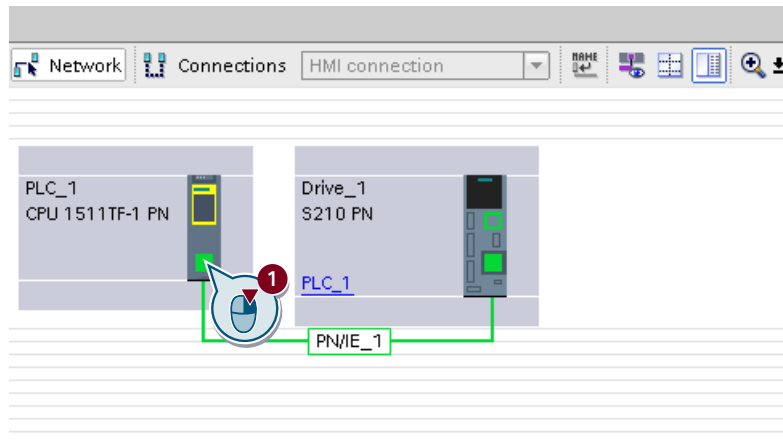 Network Connections HMI connection NAME
PLC_1
CPU 1511TF-1 PN
Drive_1
S210 PN
PLC_1
1
PN/IE_1